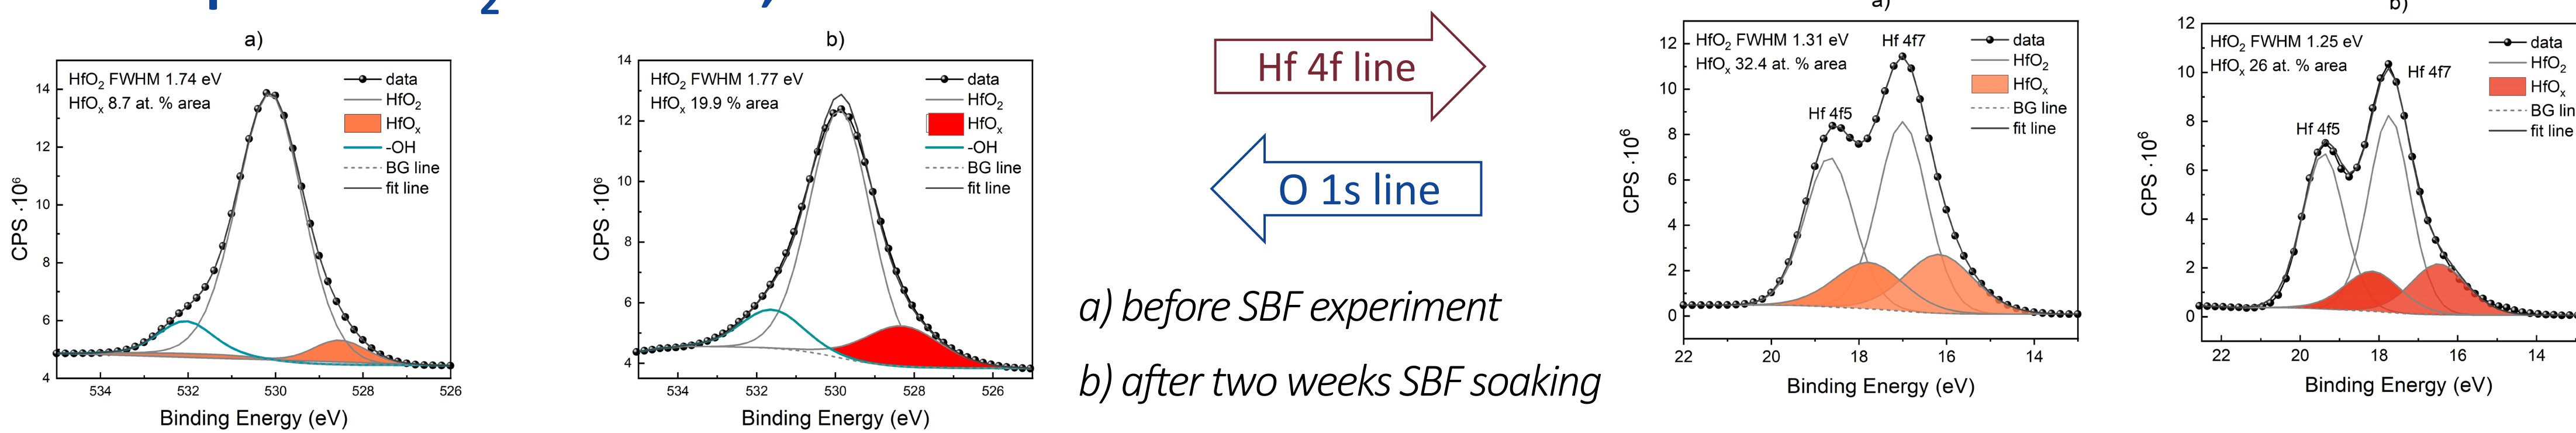 2
a)
HfO2 FWHM 1.74 eV
HfOx 8.7 at. % area
data
HfO2
HfOx
-OH
BG line
fit line
14
12
10
8
6
4
CPS ·10⁶
534 532 530 528 526
Binding Energy (eV)
b)
HfO2 FWHM 1.77 eV
HfOx 19.9 % area
data
HfO2
HfOx
-OH
BG line
fit line
14
12
10
8
6
4
CPS ·10⁶
534 532 530 528 526
Binding Energy (eV)
Hf 4f line
O 1s line
a) before SBF experiment
b) after two weeks SBF soaking
a)
HfO2 FWHM 1.31 eV
HfOx 32.4 at. % area
Hf 4f7
Hf 4f5
data
HfO2
HfOx
BG line
fit line
12
10
8
6
4
2
0
CPS ·10⁶
22 20 18 16 14
Binding Energy (eV)
b)
HfO2 FWHM 1.25 eV
HfOx 26 at. % area
Hf 4f7
Hf 4f5
data
HfO2
HfOx
BG lin
fit line
12
10
8
6
4
2
0
CPS ·10⁶
22 20 18 16 14
Binding Energy (eV)